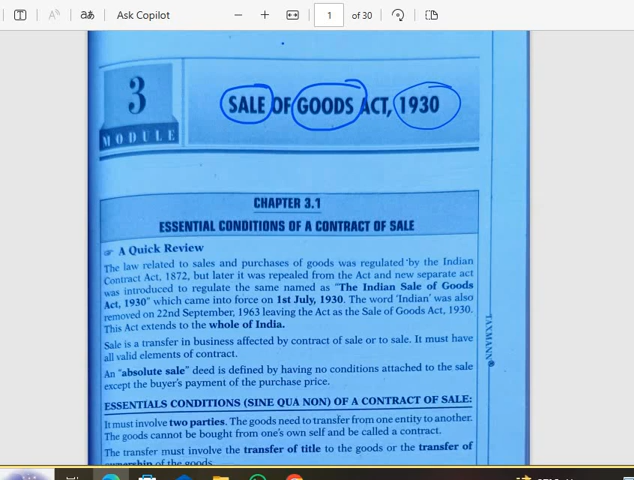 Ask Copilot
1 of 30
3
MODULE
SALE OF GOODS ACT, 1930
CHAPTER 3.1
ESSENTIAL CONDITIONS OF A CONTRACT OF SALE
☞ A Quick Review
The law related to sales and purchases of goods was regulated by the Indian
Contract Act, 1872, but later it was repealed from the Act and new separate act
was introduced to regulate the same named as "The Indian Sale of Goods
Act, 1930" which came into force on 1st July, 1930. The word 'Indian' was also
removed on 22nd September, 1963 leaving the Act as the Sale of Goods Act, 1930.
This Act extends to the whole of India.
Sale is a transfer in business affected by contract of sale or to sale. It must have
all valid elements of contract.
An "absolute sale" deed is defined by having no conditions attached to the sale
except the buyer's payment of the purchase price.
ESSENTIALS CONDITIONS (SINE QUA NON) OF A CONTRACT OF SALE:
It must involve two parties. The goods need to transfer from one entity to another.
The goods cannot be bought from one's own self and be called a contract.
The transfer must involve the transfer of title to the goods or the transfer of
ownership of the goods
TAXMANN®